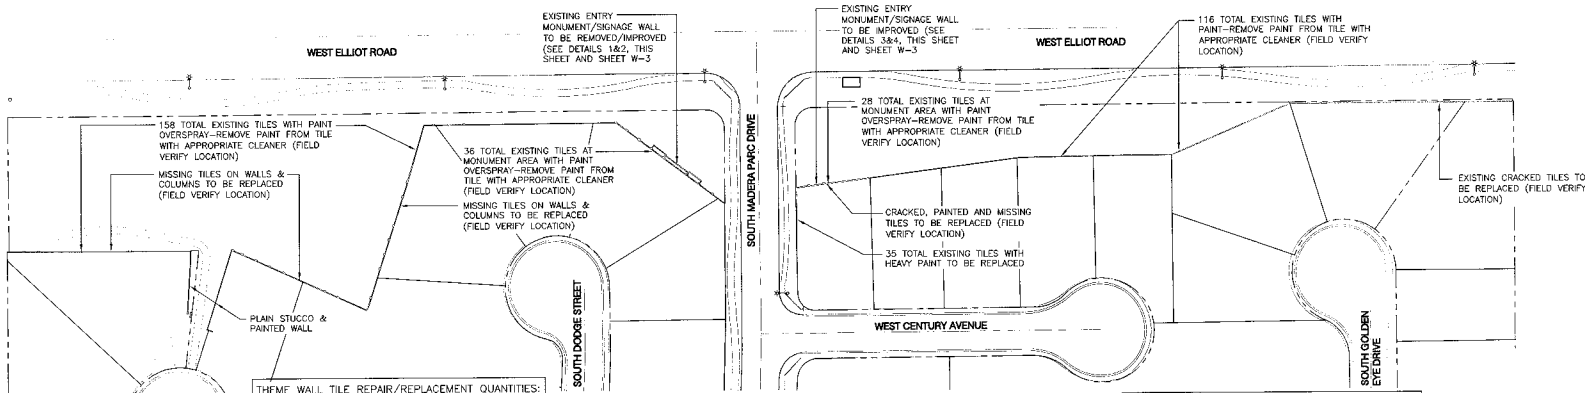 EXISTING ENTRY
MONUMENT/SIGNAGE WALL
TO BE REMOVED/IMPROVED
(SEE DETAILS 1&2, THIS
SHEET AND SHEET W-3
WEST ELLIOT ROAD
EXISTING ENTRY
MONUMENT/SIGNAGE WALL
TO BE IMPROVED (SEE
DETAILS 3&4, THIS SHEET
AND SHEET W-3
WEST ELLIOT ROAD
116 TOTAL EXISTING TILES WITH
PAINT-REMOVE PAINT FROM TILE WITH
APPROPRIATE CLEANER (FIELD VERIFY
LOCATION)
158 TOTAL EXISTING TILES WITH PAINT
OVERSPRAY-REMOVE PAINT FROM TILE
WITH APPROPRIATE CLEANER (FIELD
VERIFY LOCATION)
MISSING TILES ON WALLS &
COLUMNS TO BE REPLACED
(FIELD VERIFY LOCATION)
36 TOTAL EXISTING TILES AT
MONUMENT AREA WITH PAINT
OVERSPRAY-REMOVE PAINT FROM
TILE WITH APPROPRIATE CLEANER
(FIELD VERIFY LOCATION)
MISSING TILES ON WALLS &
COLUMNS TO BE REPLACED
(FIELD VERIFY LOCATION)
SOUTH MADERA PARC DRIVE
28 TOTAL EXISTING TILES AT
MONUMENT AREA WITH PAINT
OVERSPRAY-REMOVE PAINT FROM TILE
WITH APPROPRIATE CLEANER (FIELD
VERIFY LOCATION)
CRACKED, PAINTED AND MISSING
TILES TO BE REPLACED (FIELD
VERIFY LOCATION)
35 TOTAL EXISTING TILES WITH
HEAVY PAINT TO BE REPLACED
EXISTING CRACKED TILES TO
BE REPLACED (FIELD VERIFY
LOCATION)
PLAIN STUCCO &
PAINTED WALL
SOUTH DODGE STREET
WEST CENTURY AVENUE
SOUTH GOLDEN
EYE DRIVE
THEME WALL TILE REPAIR/REPLACEMENT QUANTITIES: